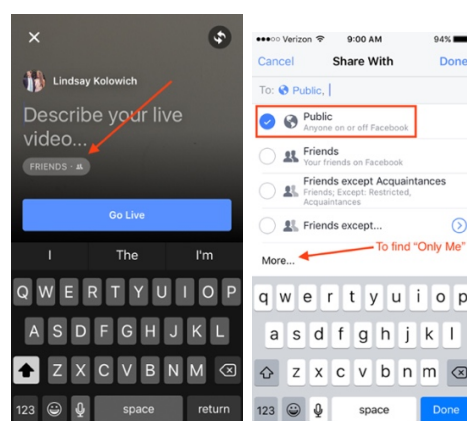 Lindsay Kolowich
Describe your live
video...
FRIENDS
Go Live
I The I'm
Q W E R T Y U I O P
A S D F G H J K L
Z X C V B N M
123 space return
Verizon 9:00 AM 94%
Cancel Share With Done
To: Public,
Public
Anyone on or off Facebook
Friends
Your friends on Facebook
Friends except Acquaintances
Friends; Except: Restricted,
Acquaintances
Friends except...
To find "Only Me"
More...
q w e r t y u i o p
a s d f g h j k l
z x c v b n m
123 space Done